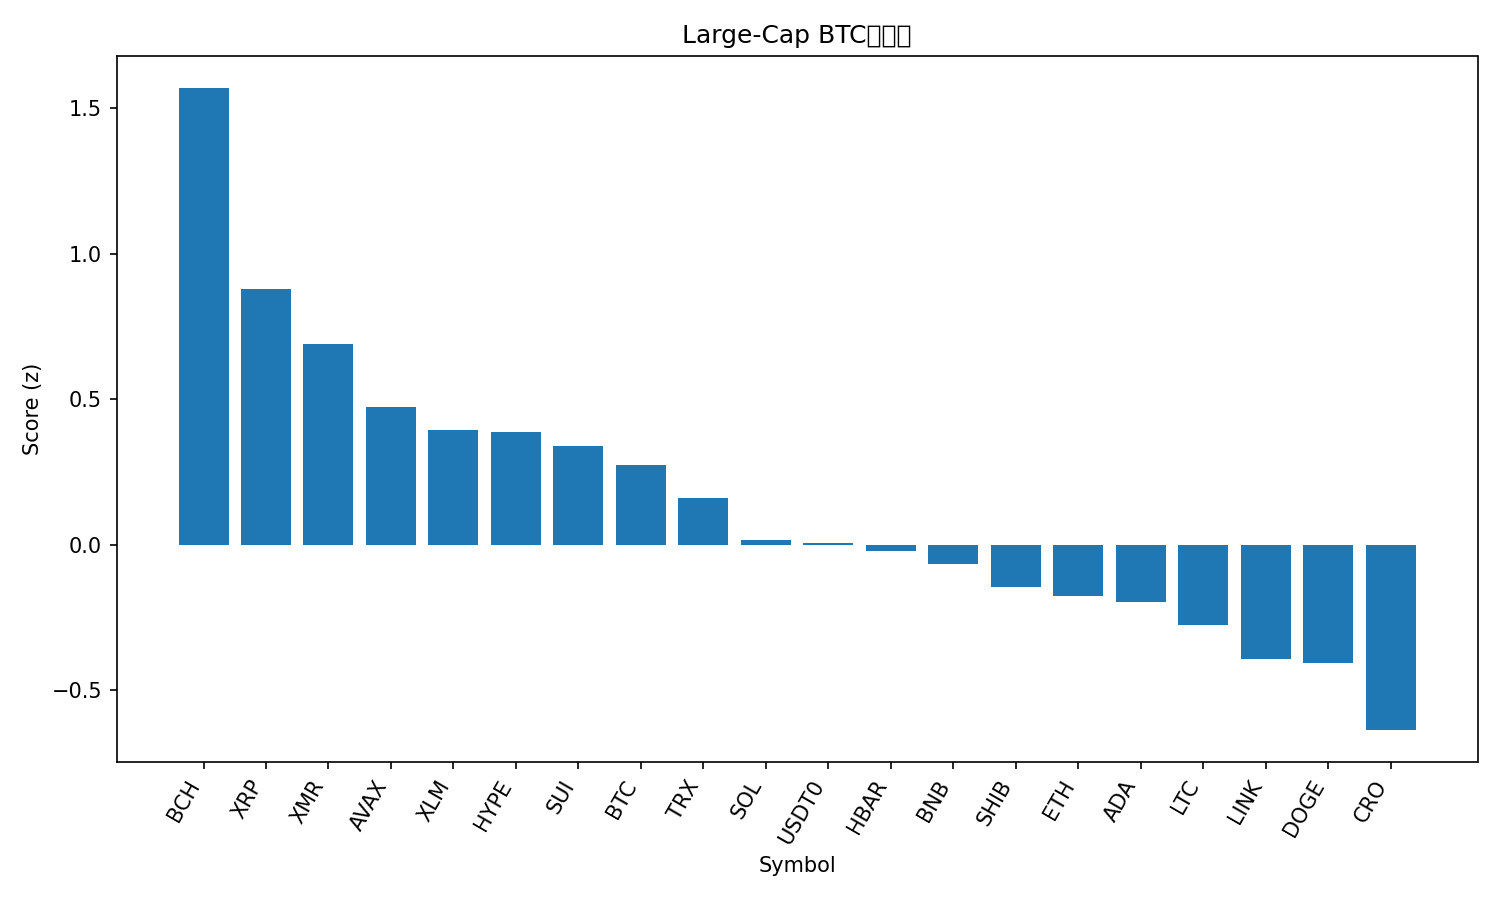 Large-Cap BTC
1.5
1.0
0.5
0.0
−0.5
Score (z)
BCH
XRP
XMR
AVAX
XLM
HYPE
SUI
BTC
TRX
SOL
USDT0
HBAR
BNB
SHIB
ETH
ADA
LTC
LINK
DOGE
CRO
Symbol